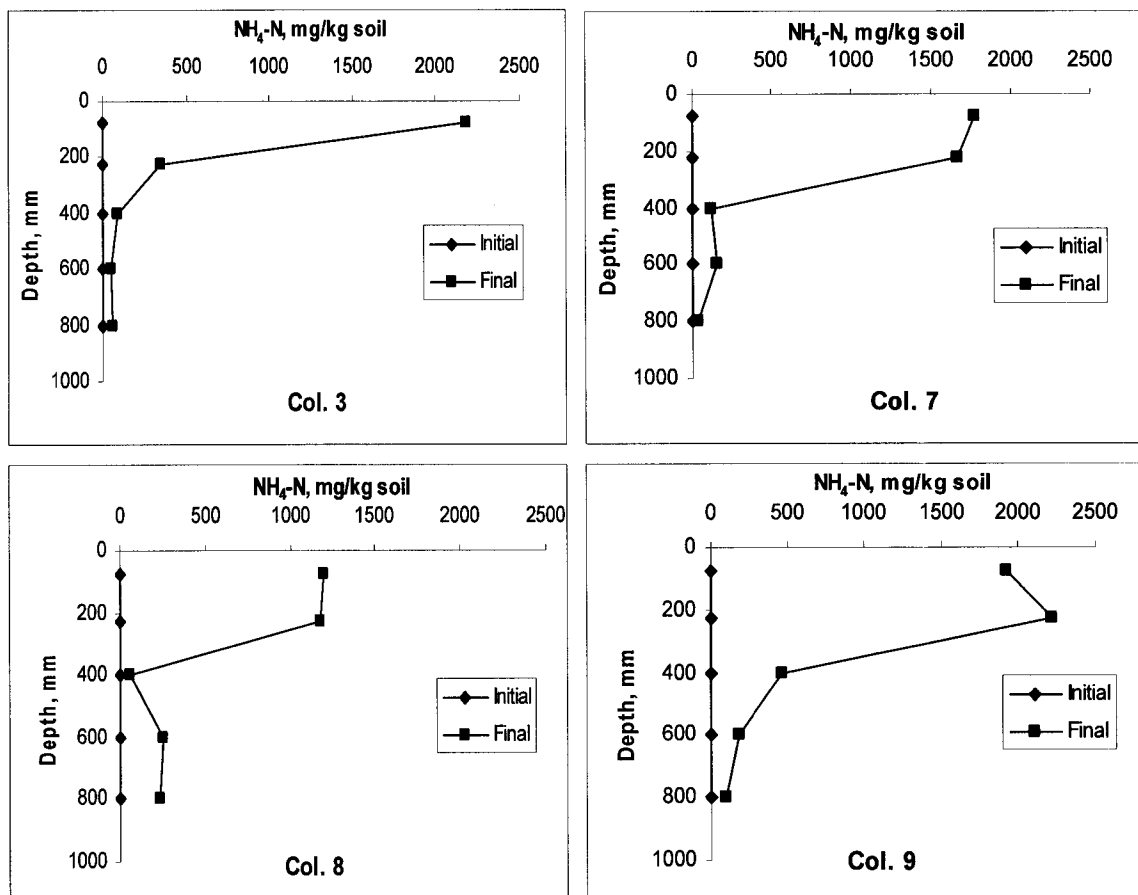 NH₄-N, mg/kg soil
0 500 1000 1500 2000 2500
0
200
400
600
800
1000
Depth, mm
Initial
Final
Col. 3
NH₄-N, mg/kg soil
0 500 1000 1500 2000 2500
0
200
400
600
800
1000
Depth, mm
Initial
Final
Col. 7
NH₄-N, mg/kg soil
0 500 1000 1500 2000 2500
0
200
400
600
800
1000
Depth, mm
Initial
Final
Col. 8
NH₄-N, mg/kg soil
0 500 1000 1500 2000 2500
0
200
400
600
800
1000
Depth, mm
Initial
Final
Col. 9